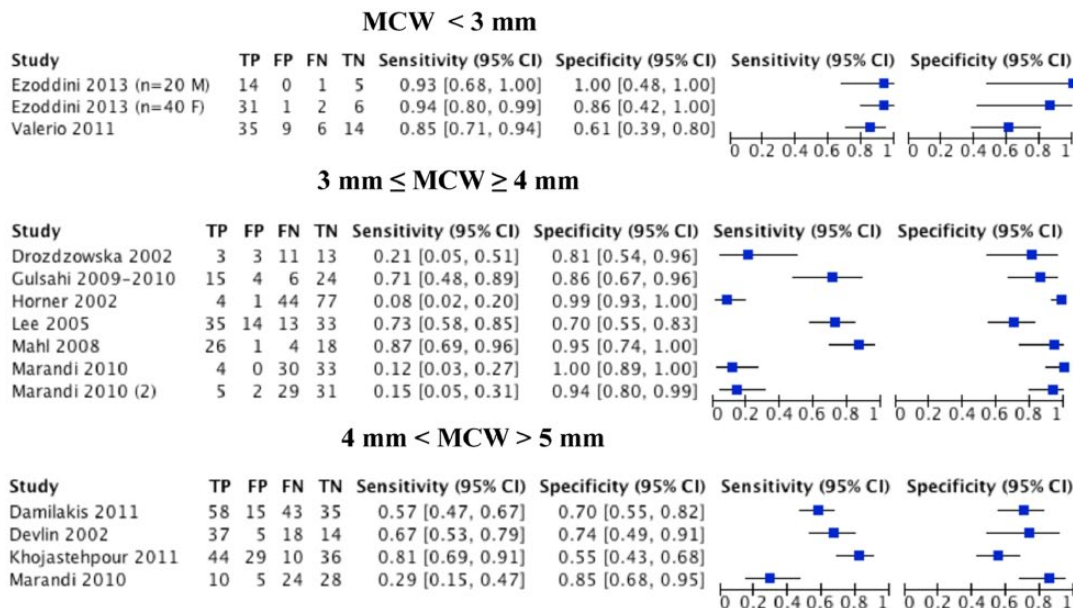 MCW < 3 mm
Study TP FP FN TN Sensitivity (95% CI) Specificity (95% CI) Sensitivity (95% CI) Specificity (95% CI)
Ezoddini 2013 (n=20 M) 14 0 1 5 0.93 [0.68, 1.00] 1.00 [0.48, 1.00]
Ezoddini 2013 (n=40 F) 31 1 2 6 0.94 [0.80, 0.99] 0.86 [0.42, 1.00]
Valerio 2011 35 9 6 14 0.85 [0.71, 0.94] 0.61 [0.39, 0.80]
0 0.2 0.4 0.6 0.8 1 0 0.2 0.4 0.6 0.8 1
3 mm ≤ MCW ≥ 4 mm
Study TP FP FN TN Sensitivity (95% CI) Specificity (95% CI) Sensitivity (95% CI) Specificity (95% CI)
Drozdzowska 2002 3 3 11 13 0.21 [0.05, 0.51] 0.81 [0.54, 0.96]
Gulsahi 2009-2010 15 4 6 24 0.71 [0.48, 0.89] 0.86 [0.67, 0.96]
Horner 2002 4 1 44 77 0.08 [0.02, 0.20] 0.99 [0.93, 1.00]
Lee 2005 35 14 13 33 0.73 [0.58, 0.85] 0.70 [0.55, 0.83]
Mahl 2008 26 1 4 18 0.87 [0.69, 0.96] 0.95 [0.74, 1.00]
Marandi 2010 4 0 30 33 0.12 [0.03, 0.27] 1.00 [0.89, 1.00]
Marandi 2010 (2) 5 2 29 31 0.15 [0.05, 0.31] 0.94 [0.80, 0.99]
0 0.2 0.4 0.6 0.8 1 0 0.2 0.4 0.6 0.8 1
4 mm < MCW > 5 mm
Study TP FP FN TN Sensitivity (95% CI) Specificity (95% CI) Sensitivity (95% CI) Specificity (95% CI)
Damilakis 2011 58 15 43 35 0.57 [0.47, 0.67] 0.70 [0.55, 0.82]
Devlin 2002 37 5 18 14 0.67 [0.53, 0.79] 0.74 [0.49, 0.91]
Khojastehpour 2011 44 29 10 36 0.81 [0.69, 0.91] 0.55 [0.43, 0.68]
Marandi 2010 10 5 24 28 0.29 [0.15, 0.47] 0.85 [0.68, 0.95]
0 0.2 0.4 0.6 0.8 1 0 0.2 0.4 0.6 0.8 1